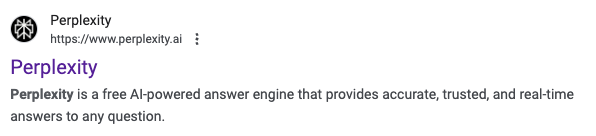 Perplexity
https://www.perplexity.ai
Perplexity
Perplexity is a free AI-powered answer engine that provides accurate, trusted, and real-time
answers to any question.